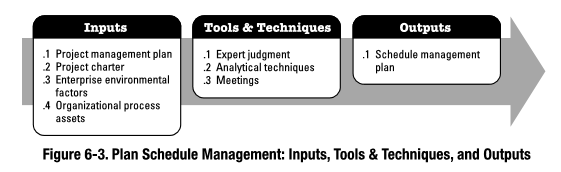 Inputs
.1 Project management plan
.2 Project charter
.3 Enterprise environmental
factors
.4 Organizational process
assets
Tools & Techniques
.1 Expert judgment
.2 Analytical techniques
.3 Meetings
Outputs
.1 Schedule management
plan
Figure 6-3. Plan Schedule Management: Inputs, Tools & Techniques, and Outputs